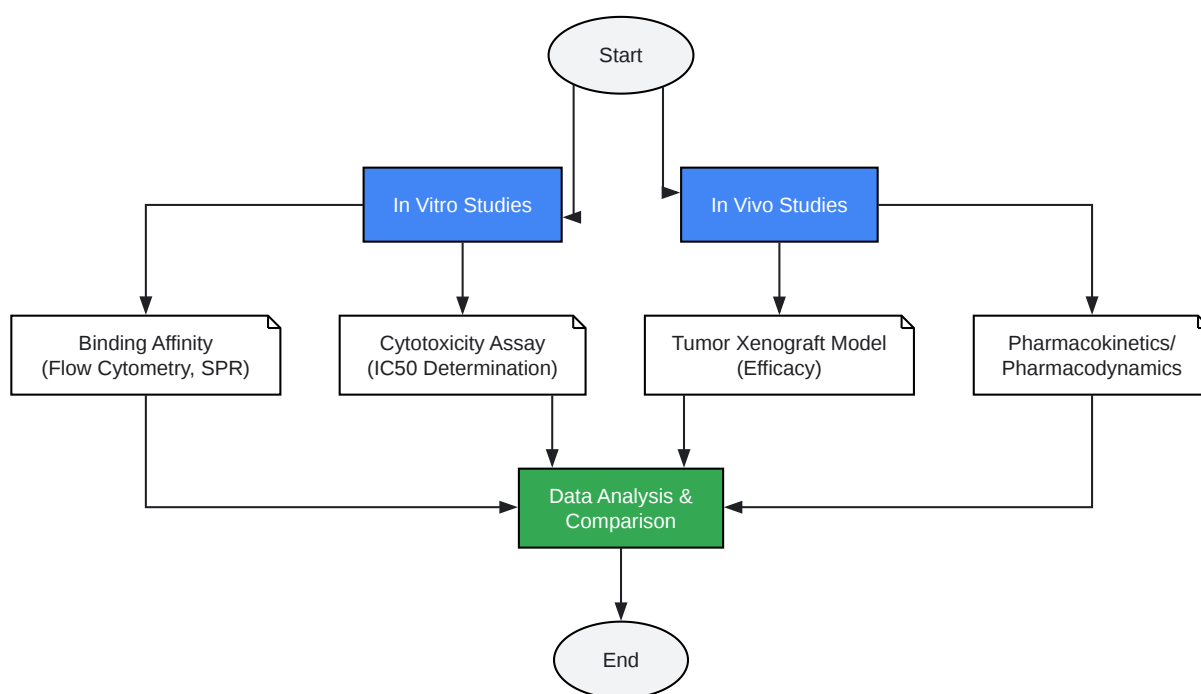 Start
In Vitro Studies
In Vivo Studies
Binding Affinity
(Flow Cytometry, SPR)
Cytotoxicity Assay
(IC50 Determination)
Tumor Xenograft Model
(Efficacy)
Pharmacokinetics/
Pharmacodynamics
Data Analysis &
Comparison
End